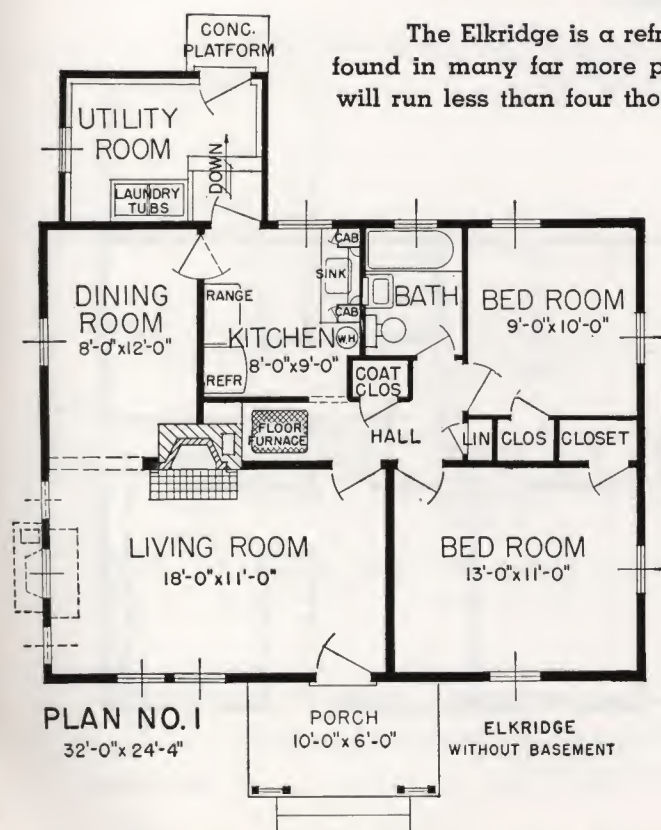 The Elkridge is a refr
found in many far more p
will run less than four tho
CONC.
PLATFORM
UTILITY
ROOM
DOWN
LAUNDRY
TUBS
DINING
ROOM
8'-0"x12'-0"
RANGE
REFR
KITCHEN
8'-0"x9'-0"
CAB
SINK
CAB
W.H
BATH
BED ROOM
9'-0"x10'-0"
COAT
CLOS
FLOOR
FURNACE
HALL
LIN
CLOS
CLOSET
LIVING ROOM
18'-0"x11'-0"
BED ROOM
13'-0"x11'-0"
PLAN NO. 1
32'-0"x 24'-4"
PORCH
10'-0"x 6'-0"
ELKRIDGE
WITHOUT BASEMENT